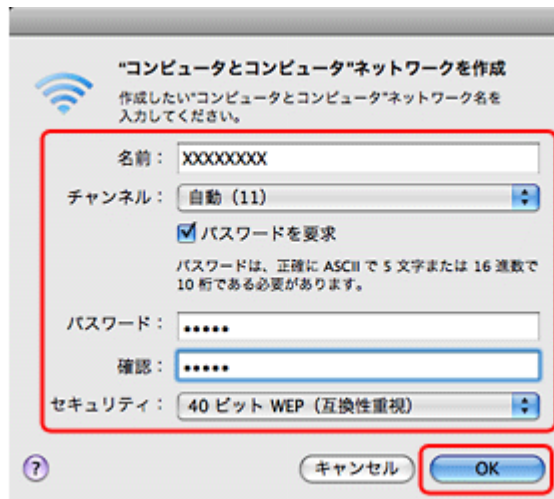 "コンピュータとコンピュータ"ネットワークを作成
作成したい"コンピュータとコンピュータ"ネットワーク名を
入力してください。
名前： XXXXXXXX
チャンネル： 自動（11）
パスワードを要求
パスワードは、正確に ASCII で 5 文字または 16 進数で
10 桁である必要があります。
パスワード： •••••
確認： •••••
セキュリティ： 40 ビット WEP（互換性重視）
? キャンセル OK